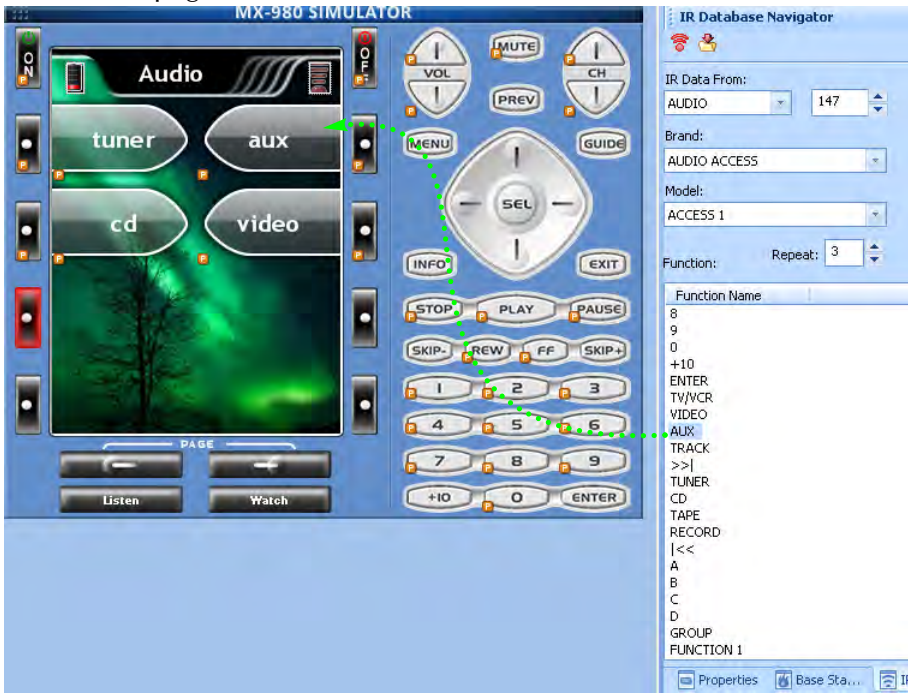 MX-980 SIMULATOR
ON
OFF
Audio
tuner
aux
cd
video
PAGE
Listen
Watch
VOL
MUTE
CH
PREV
MENU
GUIDE
SEL
INFO
EXIT
STOP
PLAY
PAUSE
SKIP-
REW
FF
SKIP+
1
2
3
4
5
6
7
8
9
+10
0
ENTER
IR Database Navigator
IR Data From:
AUDIO 147
Brand:
AUDIO ACCESS
Model:
ACCESS 1
Function: Repeat: 3
Function Name
8
9
0
+10
ENTER
TV/VCR
VIDEO
AUX
TRACK
>>|
TUNER
CD
TAPE
RECORD
|<<
A
B
C
D
GROUP
FUNCTION 1
Properties Base Sta...